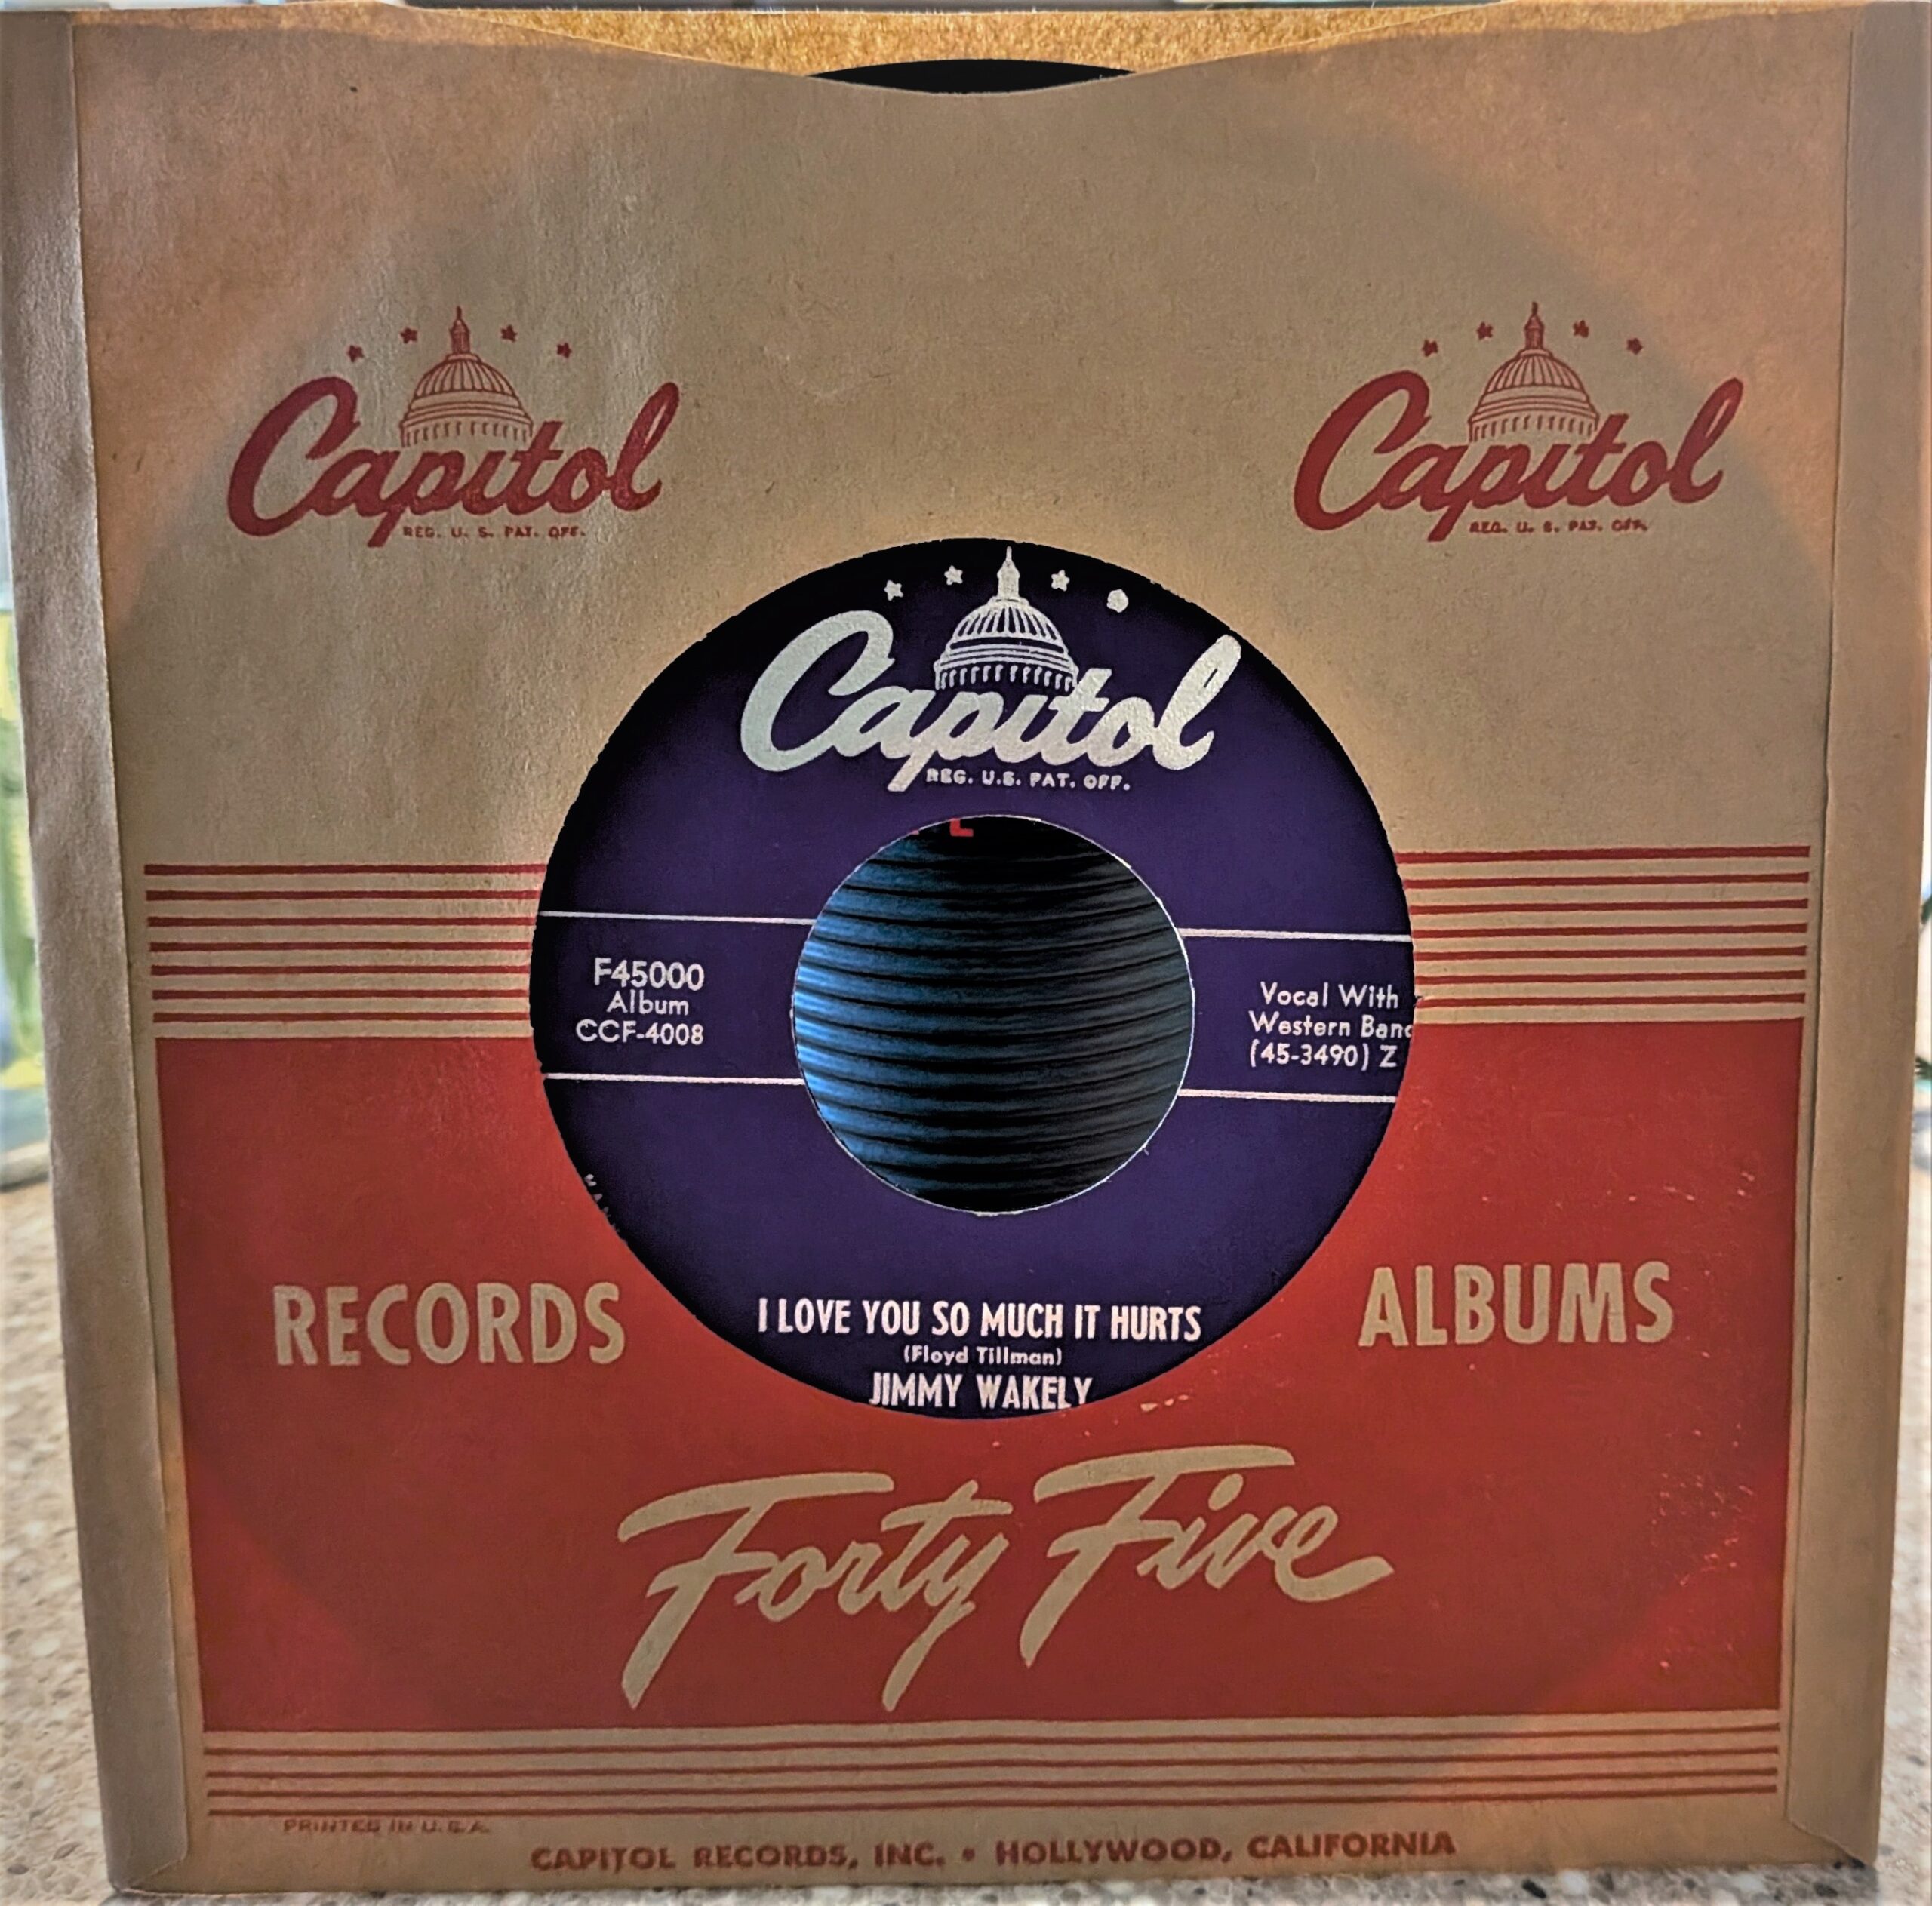 Capitol
REG. U. S. PAT. OFF.
Capitol
REG. U. S. PAT. OFF.
Capitol
REG. U.S. PAT. OFF.
F45000
Album
CCF-4008
Vocal With
Western Band
(45-3490) Z
I LOVE YOU SO MUCH IT HURTS
(Floyd Tillman)
JIMMY WAKELY
RECORDS
ALBUMS
Forty Five
PRINTED IN U.S.A.
CAPITOL RECORDS, INC. • HOLLYWOOD, CALIFORNIA